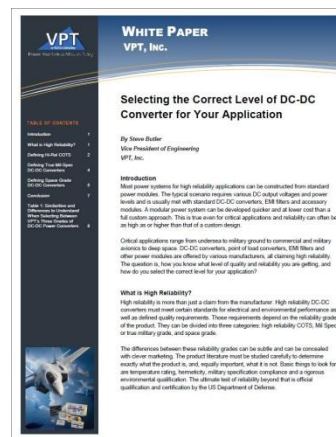 VPT
WHITE PAPER
VPT, INC.
TABLE OF CONTENTS
Introduction 1
What is High Reliability? 1
Defining Hi-Rel COTS 2
Defining True Mil-Spec
DC-DC Converters 4
Defining Space Grade
DC-DC Converters 6
Conclusion 7
Table 1: Similarities and
Differences to Understand
When Selecting Between
VPT's Three Grades of
DC-DC Power Converters 8
Selecting the Correct Level of DC-DC
Converter for Your Application
By Steve Butler
Vice President of Engineering
VPT, Inc.
Introduction
Most power systems for high reliability applications can be constructed from standard
power modules. The typical scenario requires various DC output voltages and power
levels and is usually met with standard DC-DC converters, EMI filters and accessory
modules. A modular power system can be developed quicker and at lower cost than a
full custom approach. This is true even for critical applications and reliability can often be
as high as or higher than that of a custom design.
Critical applications range from undersea to military ground to commercial and military
avionics to deep space. DC-DC converters, point of load converters, EMI filters and
other power modules are offered by various manufacturers, all claiming high reliability.
The question is, how you know what level of quality and reliability you are getting, and
how do you select the correct level for your application?
What is High Reliability?
High reliability is more than just a claim from the manufacturer. High reliability DC-DC
converters must meet certain standards for electrical and environmental performance as
well as defined quality requirements. Those requirements depend on the reliability grade
of the product. They can be divided into three categories: high reliability COTS, Mil Spec
or true military grade, and space grade.
The differences between these reliability grades can be subtle and can be concealed
with clever marketing. The product literature must be studied carefully to determine
exactly what the product is, and, equally important, what it is not. Basic things to look for
are temperature rating, hermeticity, military specification compliance and rigorous
environmental qualification. The ultimate test of reliability beyond that is official
qualification and certification by the US Department of Defense.